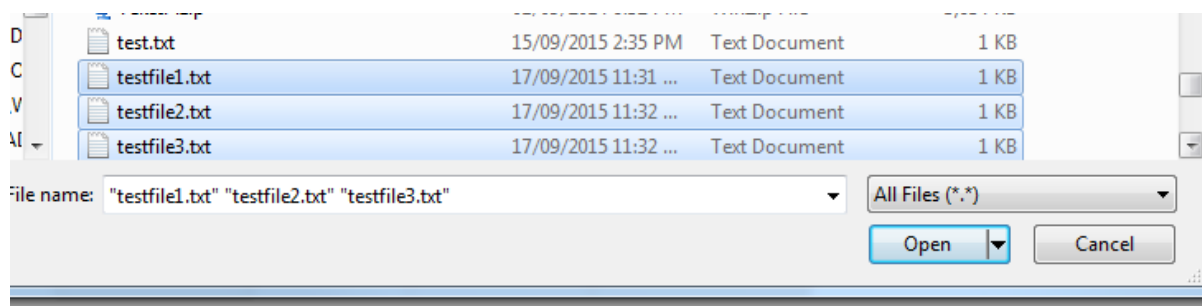 test.txt 15/09/2015 2:35 PM Text Document 1 KB
testfile1.txt 17/09/2015 11:31 ... Text Document 1 KB
testfile2.txt 17/09/2015 11:32 ... Text Document 1 KB
testfile3.txt 17/09/2015 11:32 ... Text Document 1 KB
File name: "testfile1.txt" "testfile2.txt" "testfile3.txt" All Files (*.*)
Open Cancel